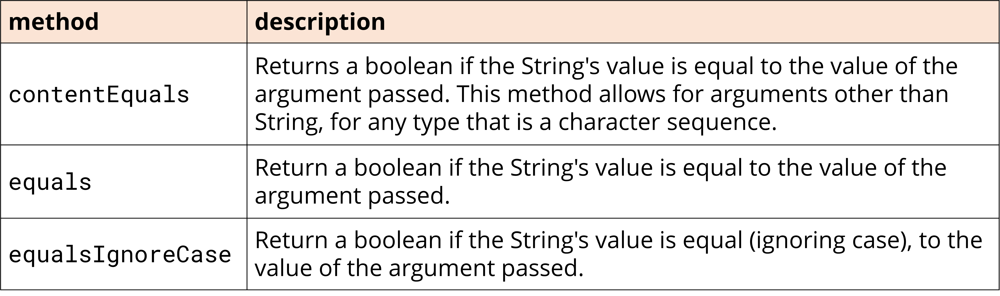 method
description
contentEquals
Returns a boolean if the String's value is equal to the value of the
argument passed. This method allows for arguments other than
String, for any type that is a character sequence.
equals
Return a boolean if the String's value is equal to the value of the
argument passed.
equalsIgnoreCase
Return a boolean if the String's value is equal (ignoring case), to the
value of the argument passed.